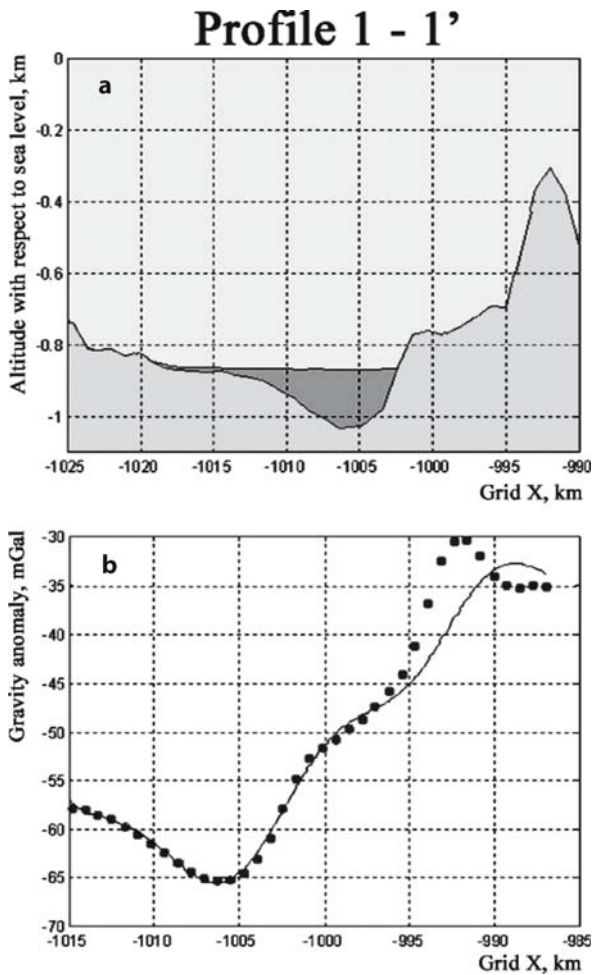 Profile 1 - 1’
a
Altitude with respect to sea level, km
0
-0.2
-0.4
-0.6
-0.8
-1
-1025 -1020 -1015 -1010 -1005 -1000 -995 -990
Grid X, km
b
Gravity anomaly, mGal
-30
-35
-40
-45
-50
-55
-60
-65
-70
-1015 -1010 -1005 -1000 -995 -990 -985
Grid X, km